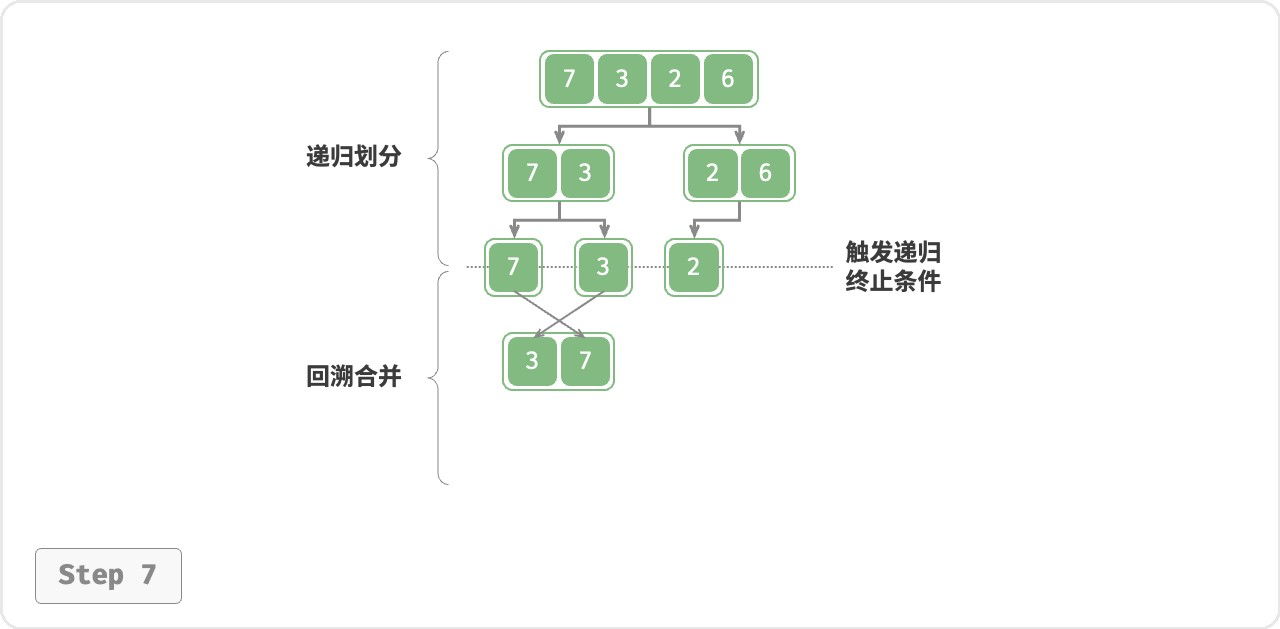 7 3 2 6
递归划分
7 3 2 6
7 3 2
触发递归
终止条件
3 7
回溯合并
Step 7